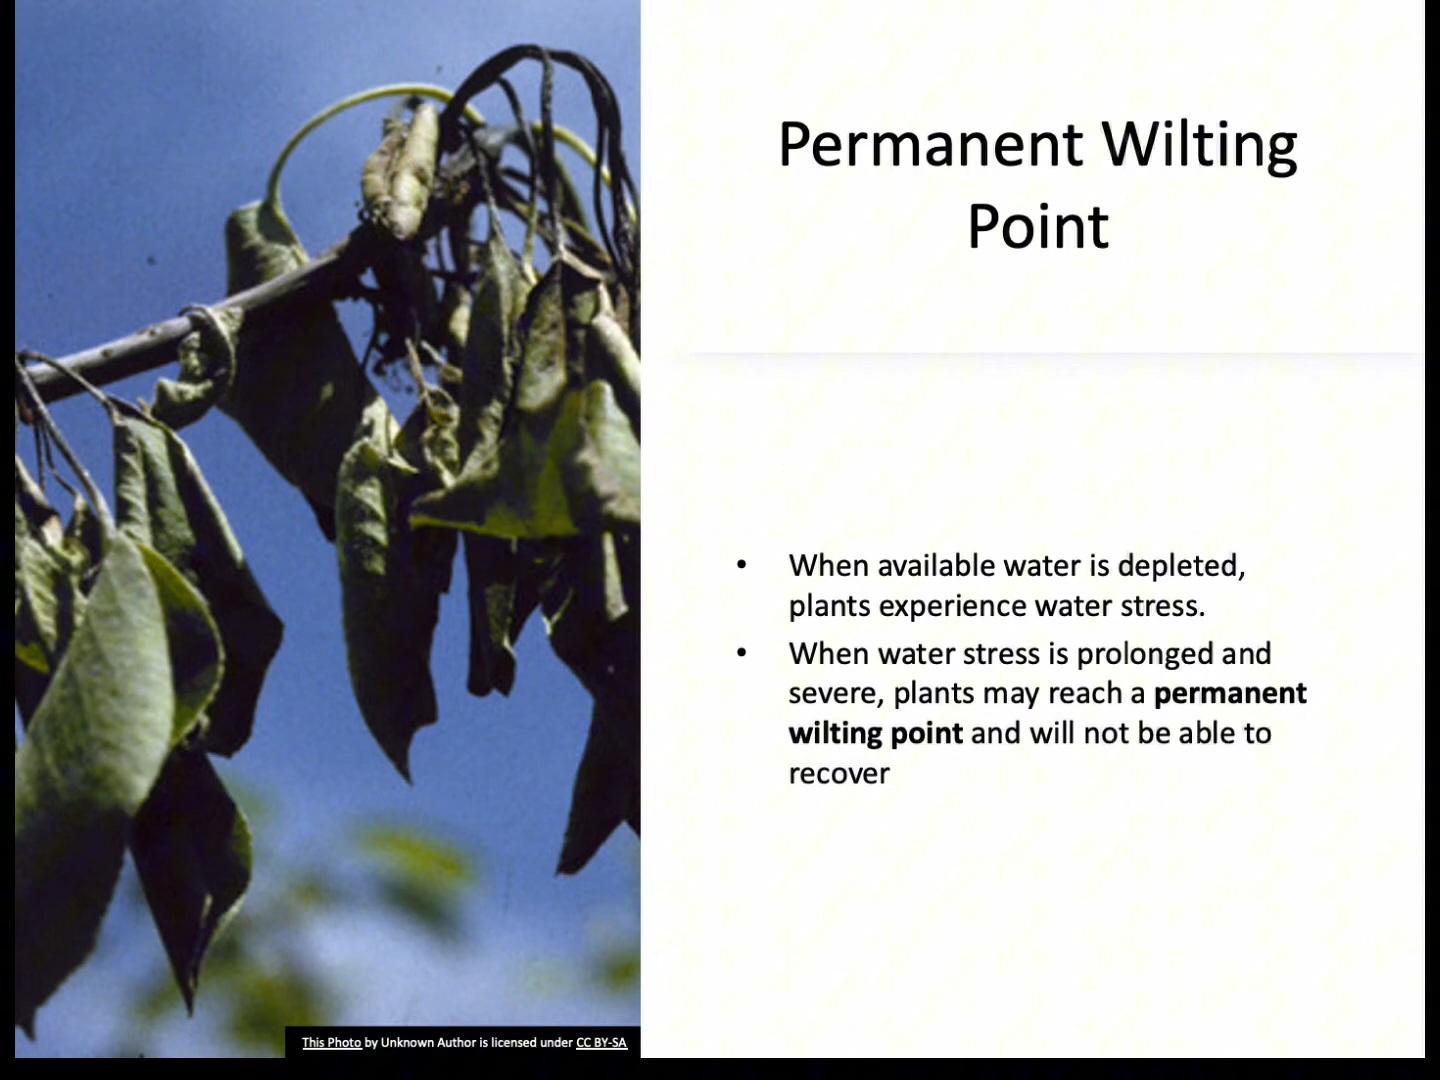 Permanent Wilting
Point
• When available water is depleted,
plants experience water stress.
• When water stress is prolonged and
severe, plants may reach a permanent
wilting point and will not be able to
recover
This Photo by Unknown Author is licensed under CC BY-SA